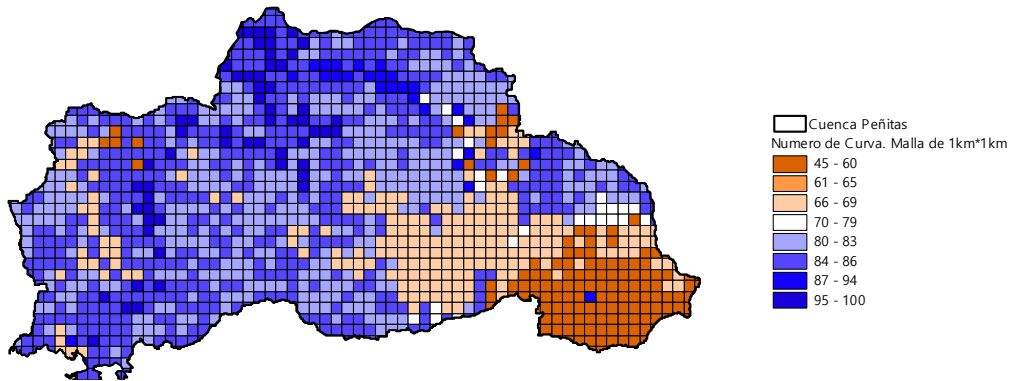 Cuenca Peñitas
Numero de Curva. Malla de 1km*1km
45 - 60
61 - 65
66 - 69
70 - 79
80 - 83
84 - 86
87 - 94
95 - 100